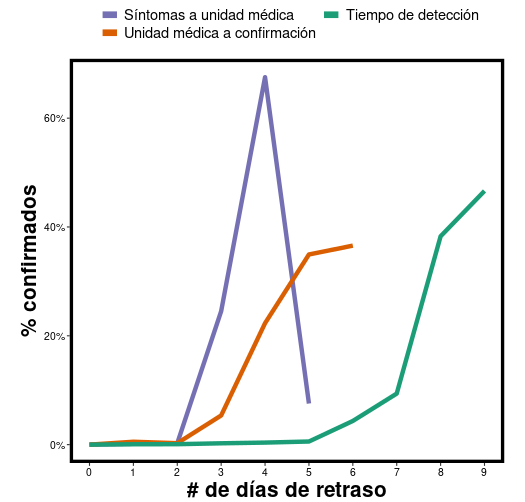 Síntomas a unidad médica Tiempo de detección
Unidad médica a confirmación
60%
40%
20%
0%
% confirmados
0 1 2 3 4 5 6 7 8 9
# de días de retraso